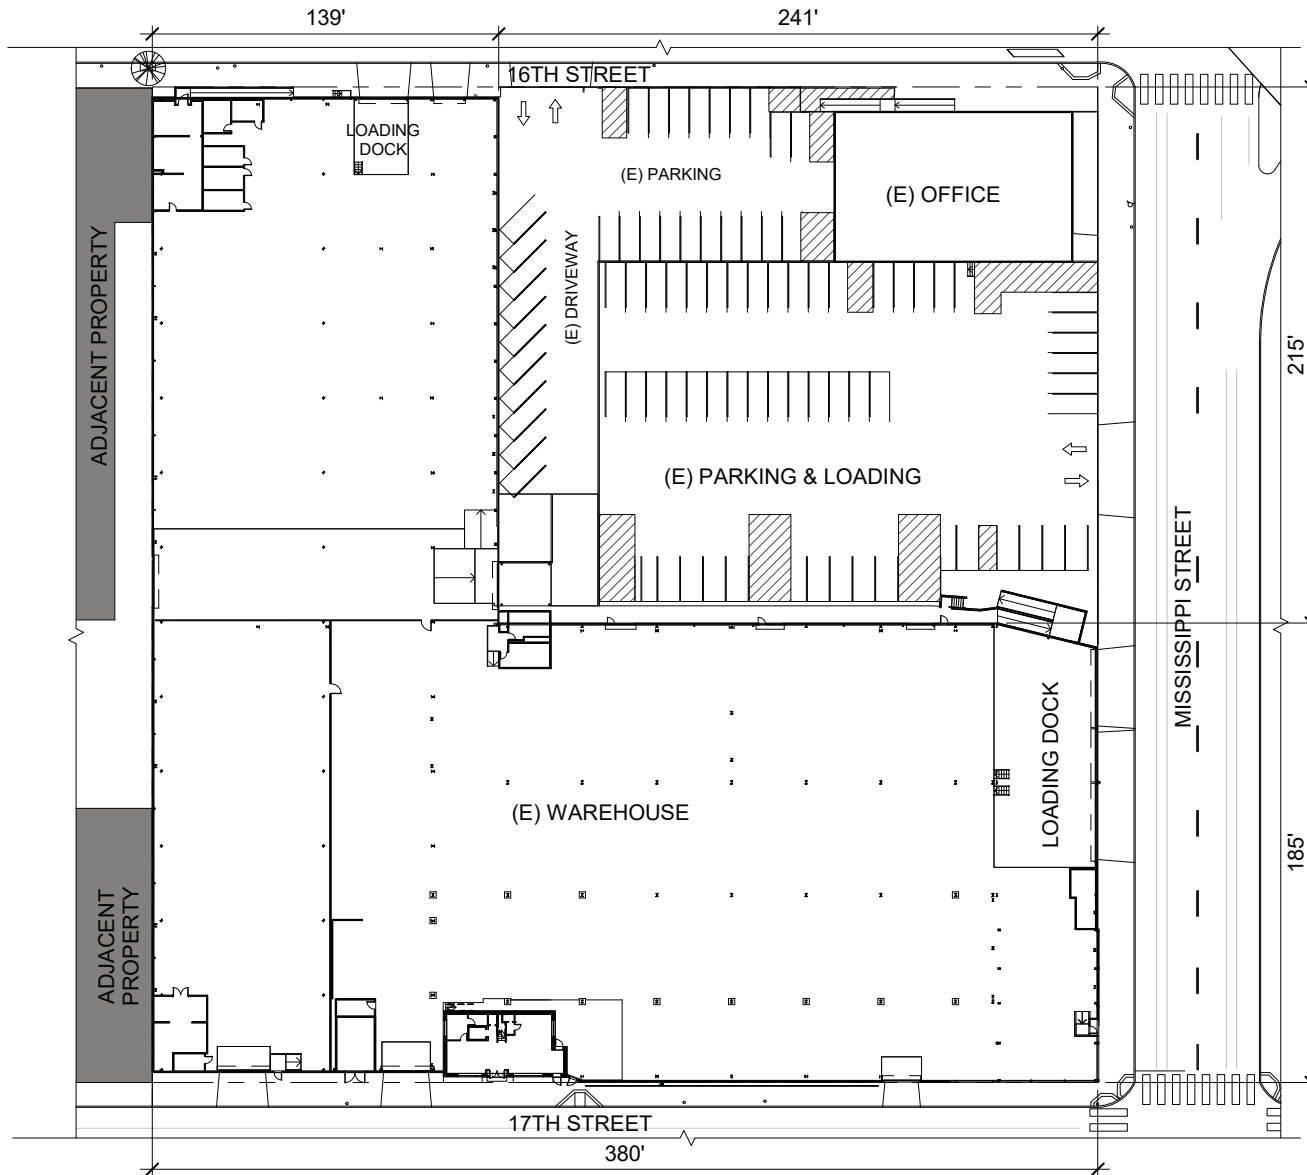 139'
241'
16TH STREET
LOADING
DOCK
(E) PARKING
(E) OFFICE
(E) DRIVEWAY
ADJACENT PROPERTY
215'
(E) PARKING & LOADING
MISSISSIPPI STREET
LOADING DOCK
(E) WAREHOUSE
185'
ADJACENT
PROPERTY
17TH STREET
380'